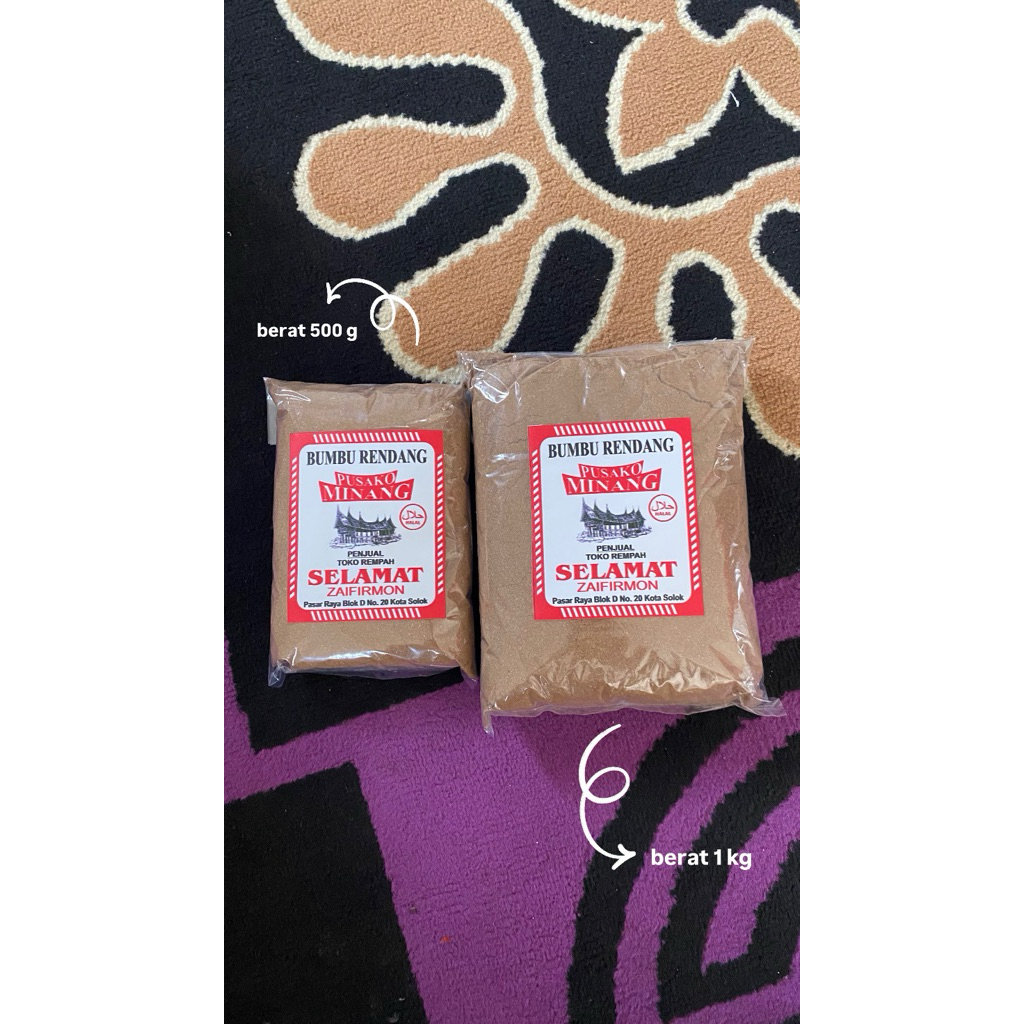 berat 500 g
BUMBU RENDANG
PUSAKO
MINANG
حلال
HALAL
PENJUAL
TOKO REMPAH
SELAMAT
ZAIFIRMON
Pasar Raya Blok D No. 20 Kota Solok
BUMBU RENDANG
PUSAKO
MINANG
حلال
HALAL
PENJUAL
TOKO REMPAH
SELAMAT
ZAIFIRMON
Pasar Raya Blok D No. 20 Kota Solok
berat 1 kg